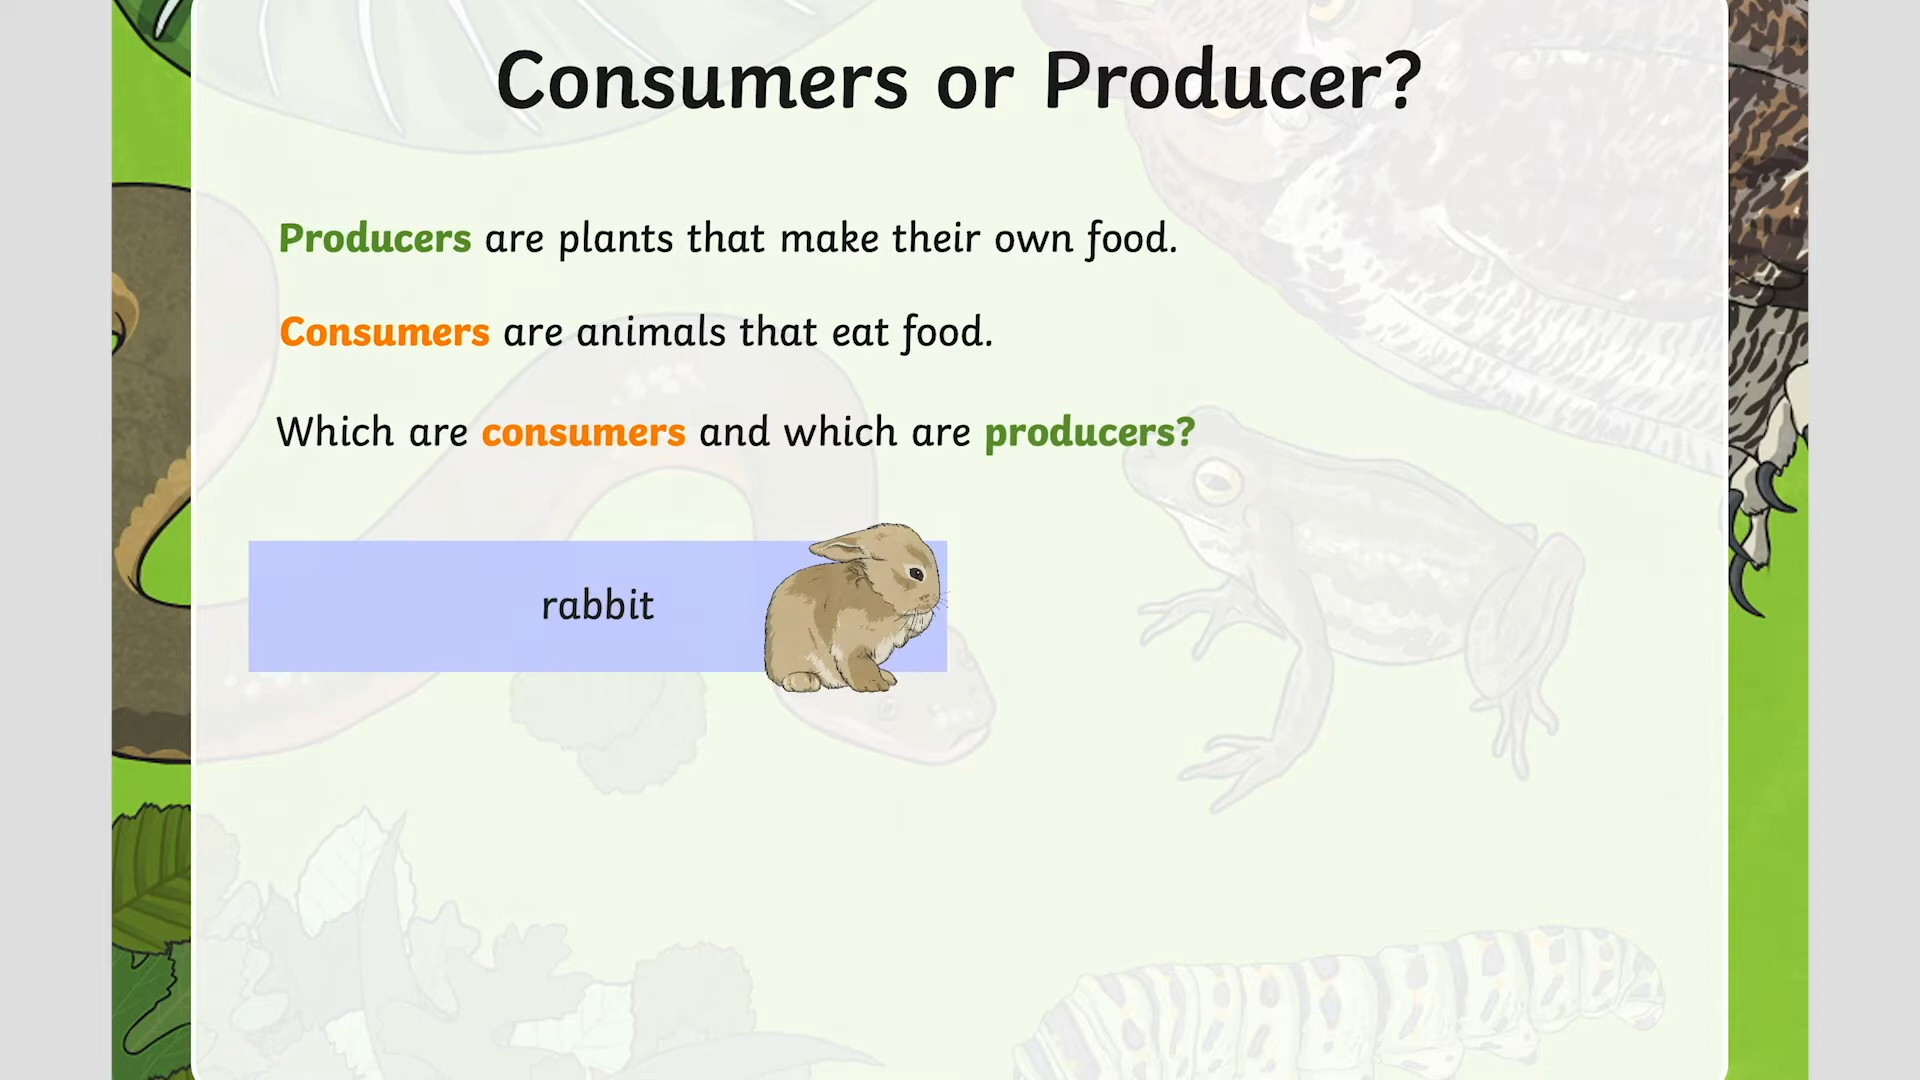 Consumers or Producer?
Producers are plants that make their own food.
Consumers are animals that eat food.
Which are consumers and which are producers?
rabbit